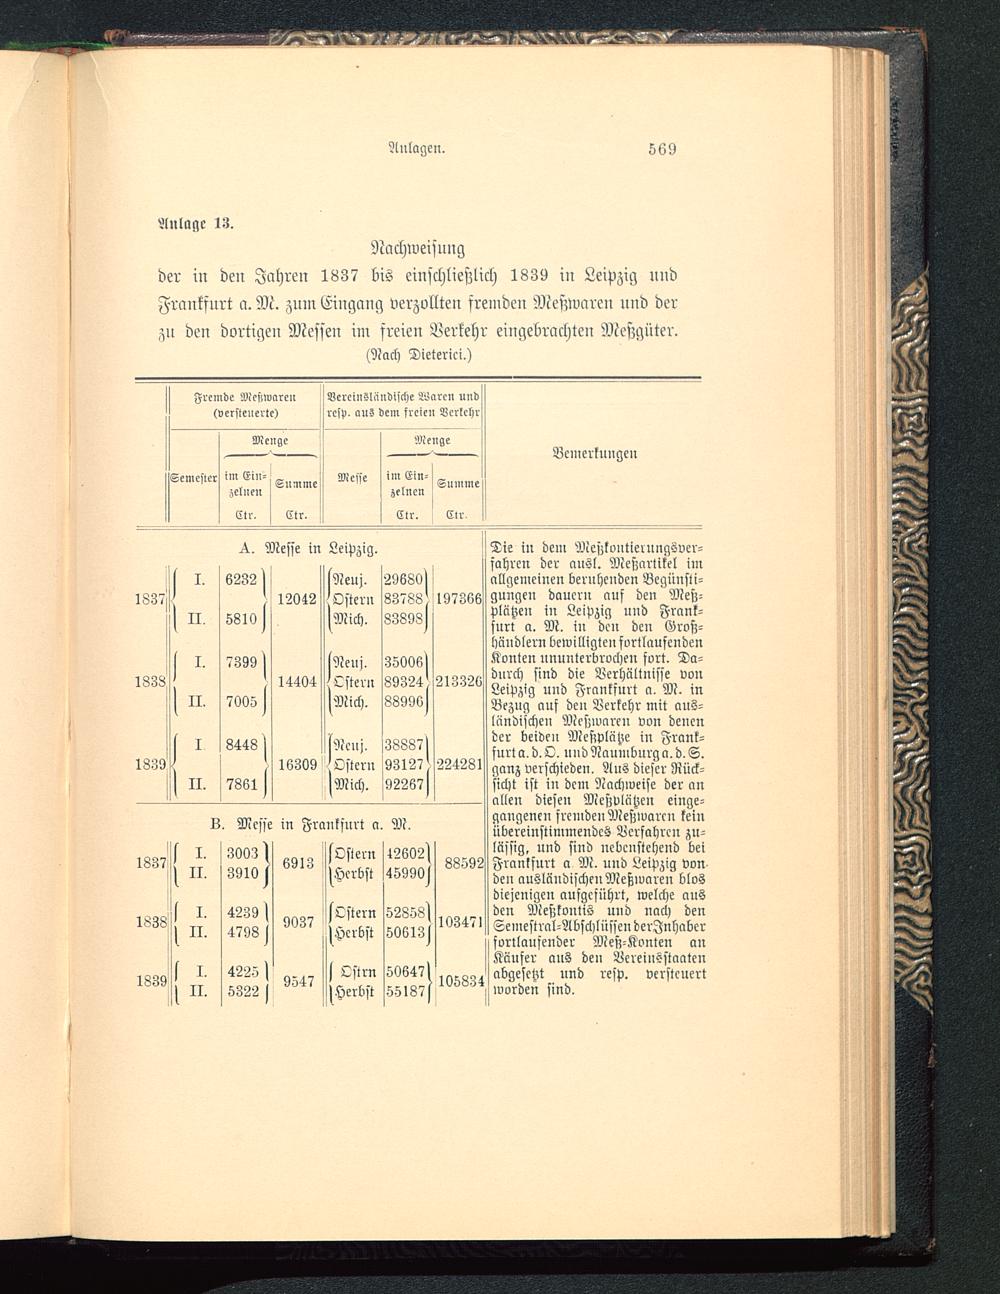 Anlagen. 569
Anlage 13.
Nachweisung
der in den Jahren 1837 bis einschließlich 1839 in Leipzig und
Frankfurt a. M. zum Eingang verzollten fremden Meßwaren und der
zu den dortigen Messen im freien Verkehr eingebrachten Meßgüter.
(Nach Dieterici.)
Fremde Meßwaren
(versteuerte)
Vereinsländische Waren und
resp. aus dem freien Verkehr
Menge Menge
Bemerkungen
Semester im Ein- Summe Messe im Ein- Summe
zelnen zelnen
Ctr. Ctr. Ctr. Ctr.
A. Messe in Leipzig.
I. 6232 Neuj. 29680
1837 12042 Ostern 83788 197366
II. 5810 Mich. 83898
I. 7399 Neuj. 35006
1838 14404 Ostern 89324 213326
II. 7005 Mich. 88996
I 8448 Neuj. 38887
1839 16309 Ostern 93127 224281
II. 7861 Mich. 92267
B. Messe in Frankfurt a. M.
I. 3003 Ostern 42602
1837 6913 88592
II. 3910 Herbst 45990
I. 4239 Ostern 52858
1838 9037 103471
II. 4798 Herbst 50613
I. 4225 Ostrn 50647
1839 9547 105834
II. 5322 Herbst 55187
Die in dem Meßkontierungsver-
fahren der ausl. Meßartikel im
allgemeinen beruhenden Begünsti-
gungen dauern auf den Meß-
plätzen in Leipzig und Frank-
furt a. M. in den den Groß-
händlern bewilligten fortlaufenden
Konten ununterbrochen fort. Da-
durch sind die Verhältnisse von
Leipzig und Frankfurt a. M. in
Bezug auf den Verkehr mit aus-
ländischen Meßwaren von denen
der beiden Meßplätze in Frank-
furt a. d. O. und Naumburg a. d. S.
ganz verschieden. Aus dieser Rück-
sicht ist in dem Nachweise der an
allen diesen Meßplätzen einge-
gangenen fremden Meßwaren kein
übereinstimmendes Verfahren zu-
lässig, und sind nebenstehend bei
Frankfurt a. M. und Leipzig von
den ausländischen Meßwaren blos
diejenigen aufgeführt, welche aus
den Meßkontis und nach den
Semestral-Abschlüssen der Inhaber
fortlaufender Meß-Konten an
Käufer aus den Vereinsstaaten
abgesetzt und resp. versteuert
worden sind.